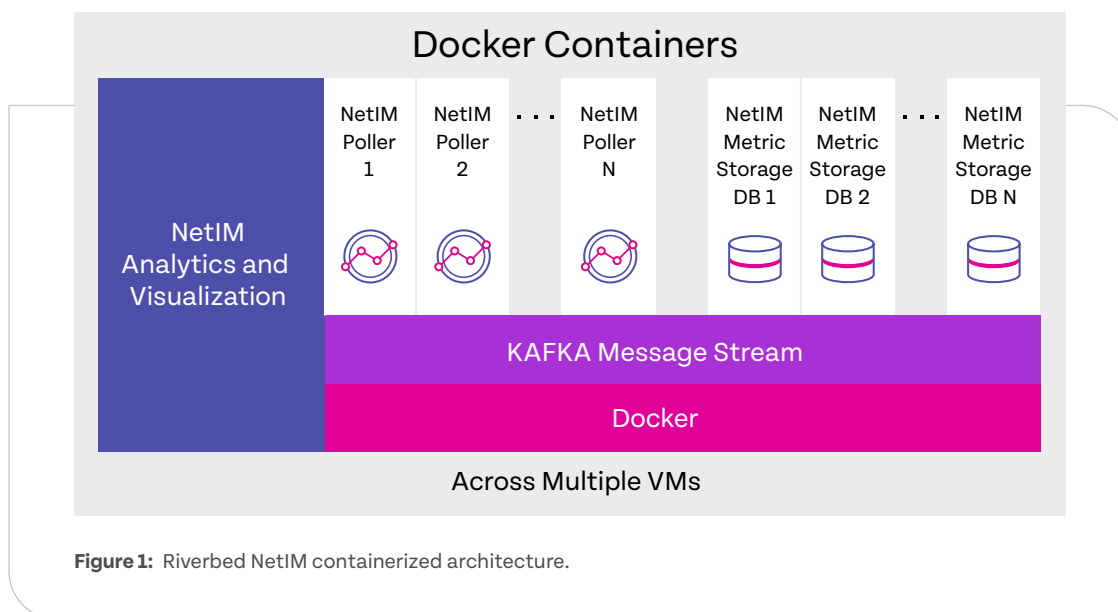 Docker Containers
NetIM
Analytics and
Visualization
NetIM
Poller
1
NetIM
Poller
2
. . .
NetIM
Poller
N
NetIM
Metric
Storage
DB 1
NetIM
Metric
Storage
DB 2
. . .
NetIM
Metric
Storage
DB N
KAFKA Message Stream
Docker
Across Multiple VMs
Figure 1: Riverbed NetIM containerized architecture.